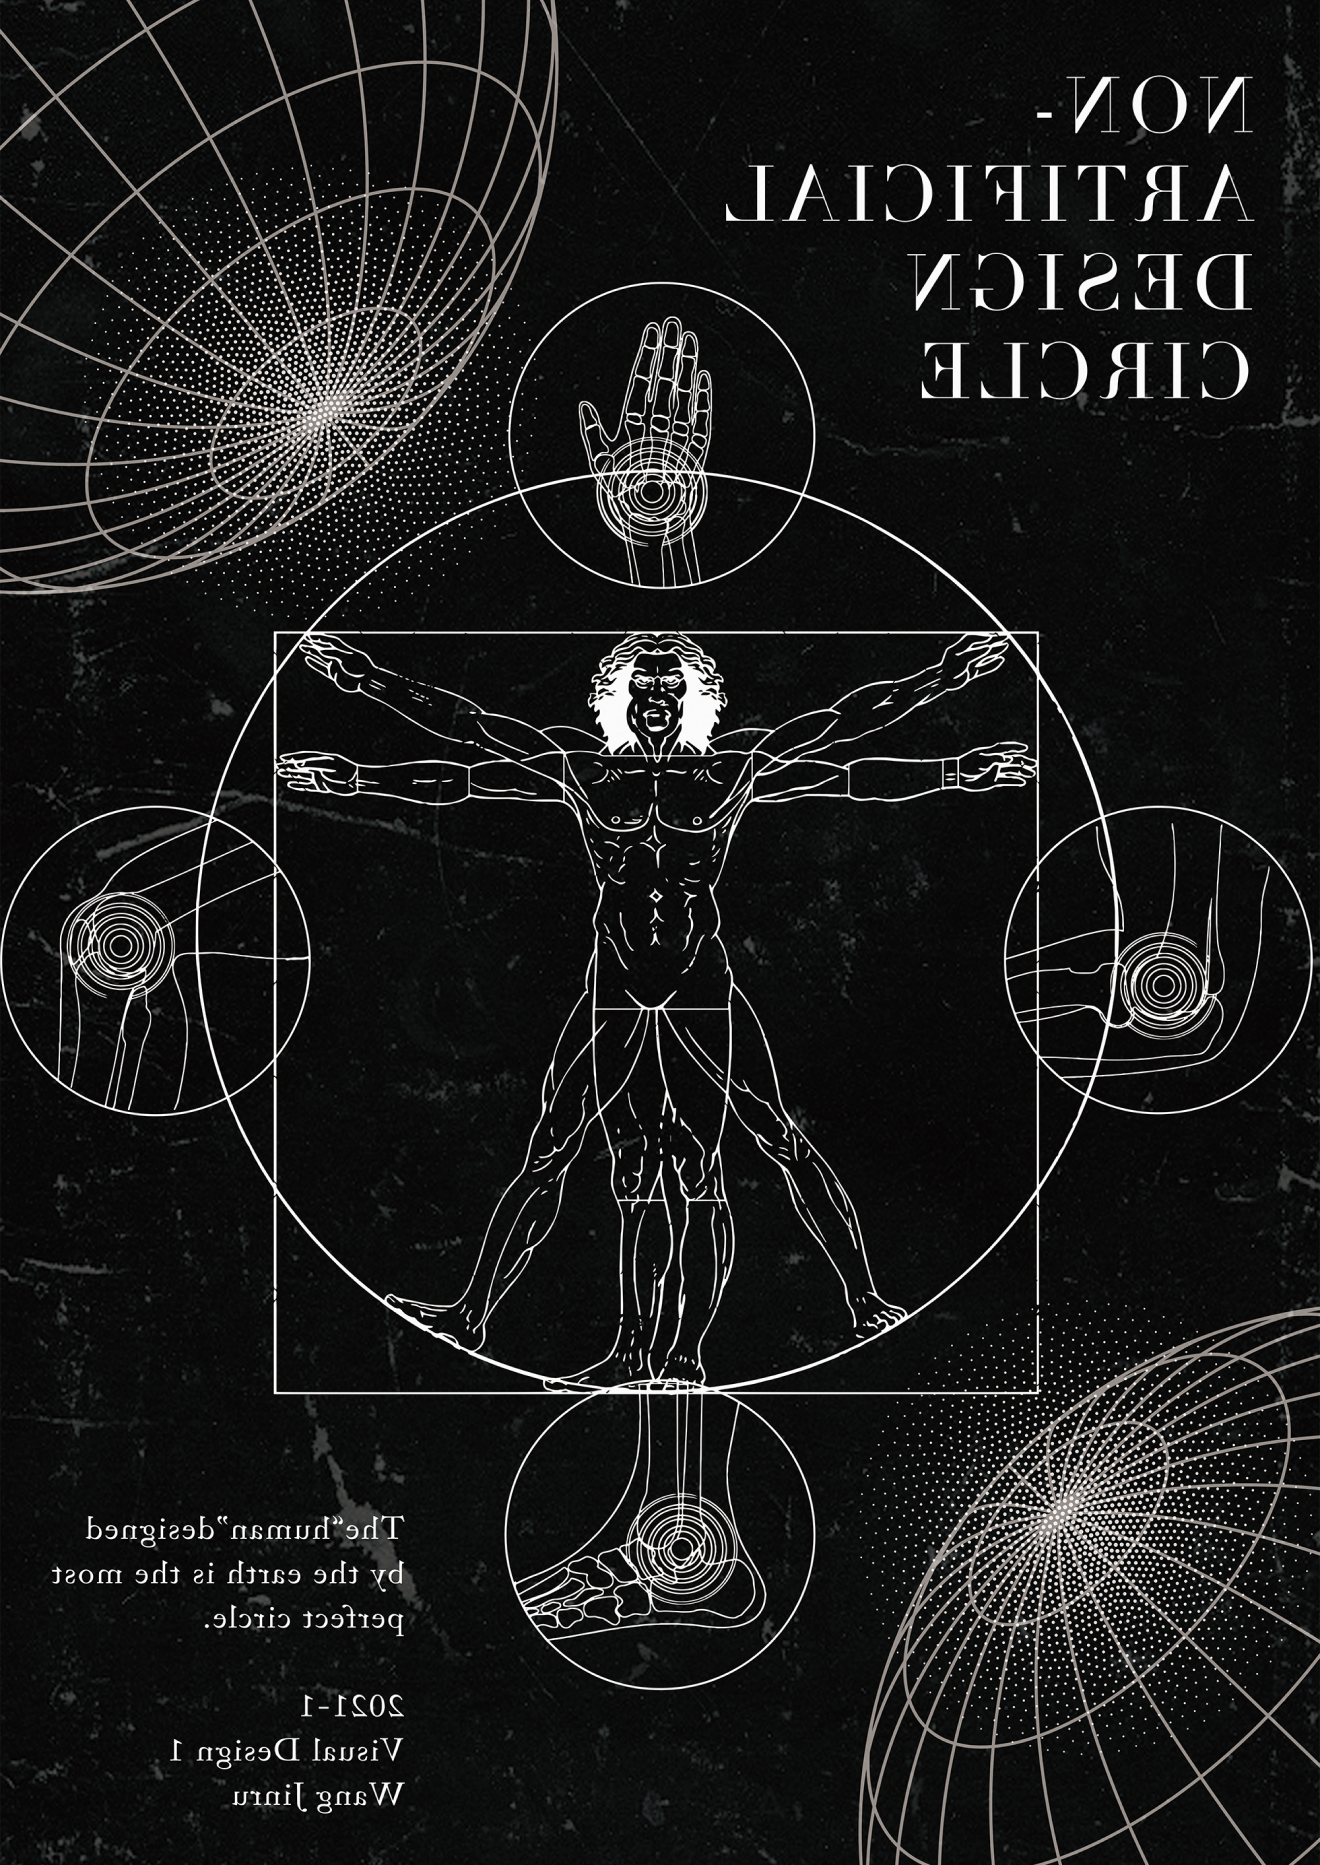 NON-
ARTIFICIAL
DESIGN
CIRCLE
The“human”designed
by the earth is the most
perfect circle.
2021-1
Visual Design 1
Wang Jinru